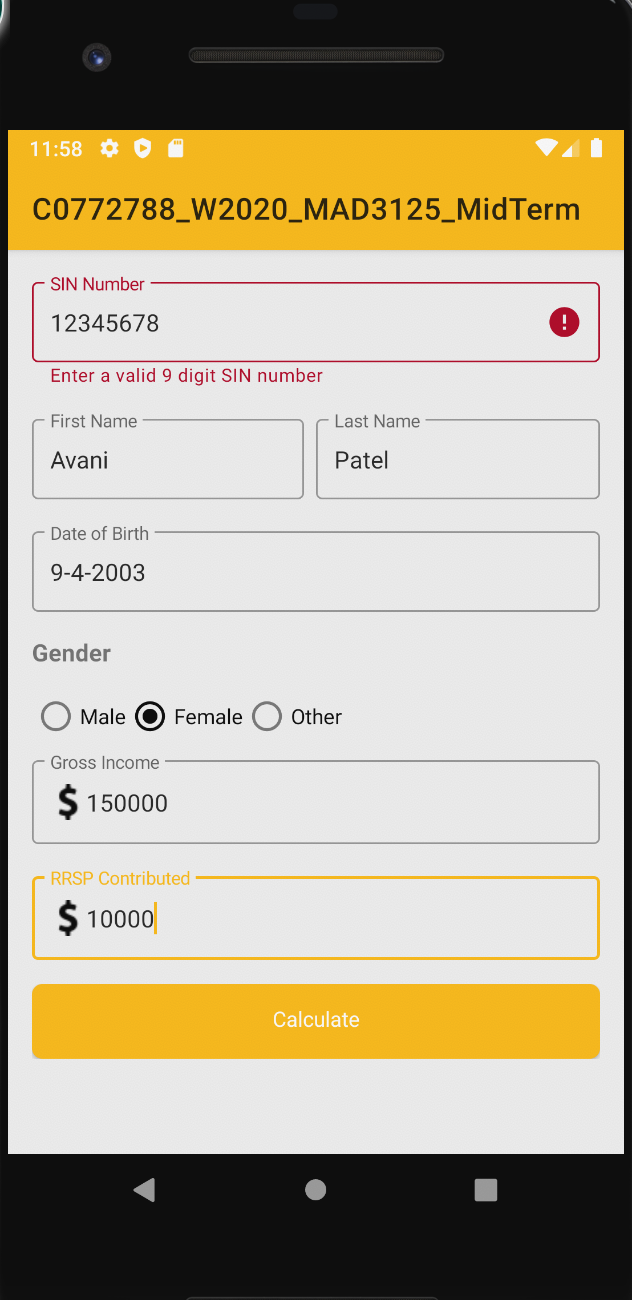 11:58
C0772788_W2020_MAD3125_MidTerm
SIN Number
12345678
Enter a valid 9 digit SIN number
First Name
Last Name
Avani
Patel
Date of Birth
9-4-2003
Gender
Male Female Other
Gross Income
$ 150000
RRSP Contributed
$ 10000
Calculate